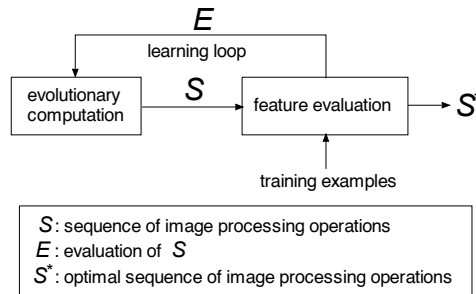 E
learning loop
evolutionary
computation
S
feature evaluation
S*
training examples
S : sequence of image processing operations
E : evaluation of S
S* : optimal sequence of image processing operations